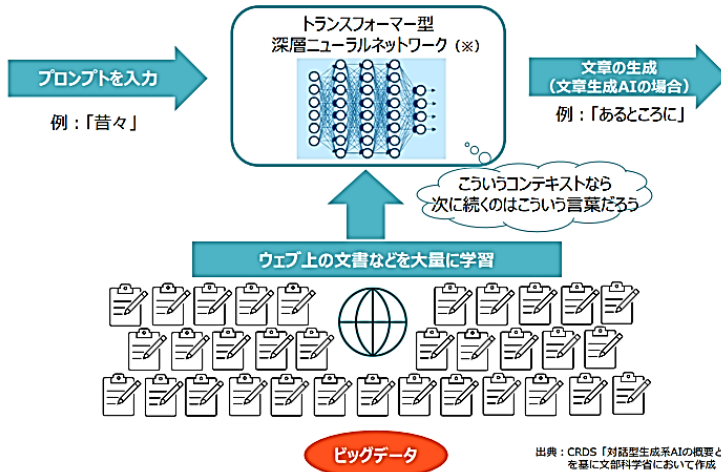 トランスフォーマー型
深層ニューラルネットワーク（※）
プロンプトを入力
例：「昔々」
文章の生成
（文章生成AIの場合）
例：「あるところに」
こういうコンテキストなら
次に続くのはこういう言葉だろう
ウェブ上の文書などを大量に学習
ビッグデータ
出典：CRDS「対話型生成系AIの概要と
を基に文部科学省において作成